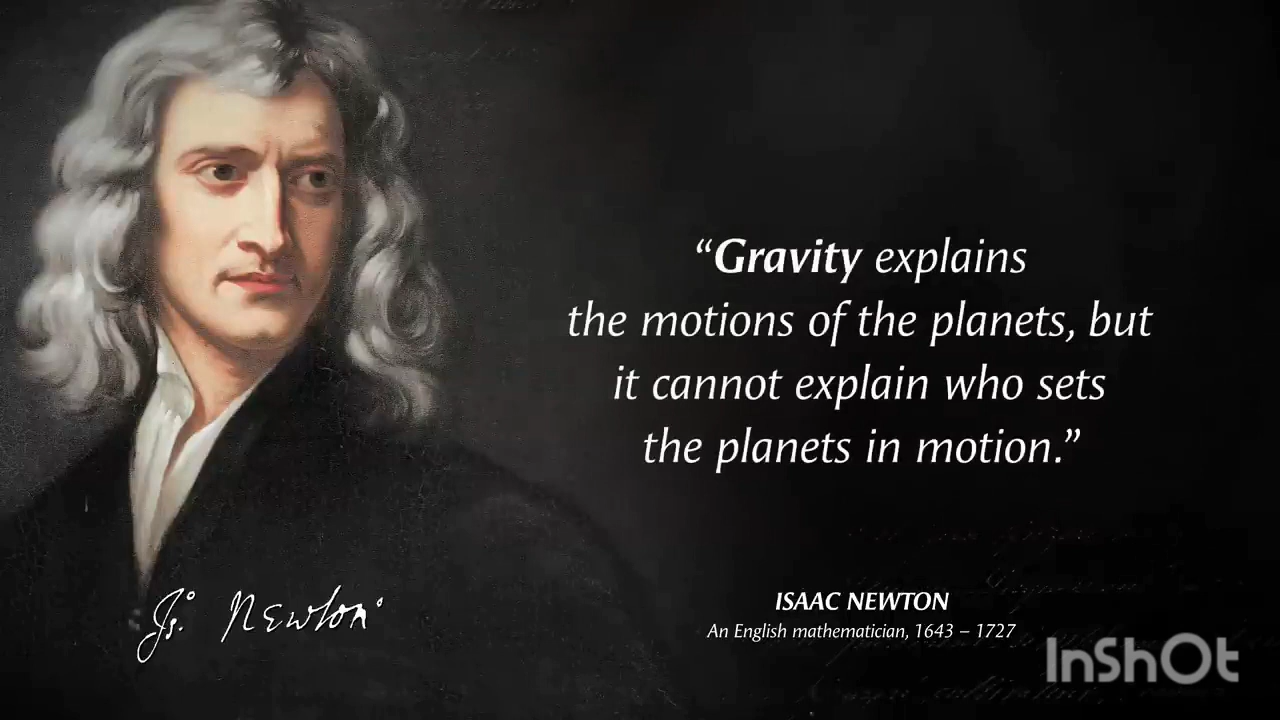 “Gravity explains
the motions of the planets, but
it cannot explain who sets
the planets in motion.”
Js. Newton
ISAAC NEWTON
An English mathematician, 1643 – 1727
InShOt